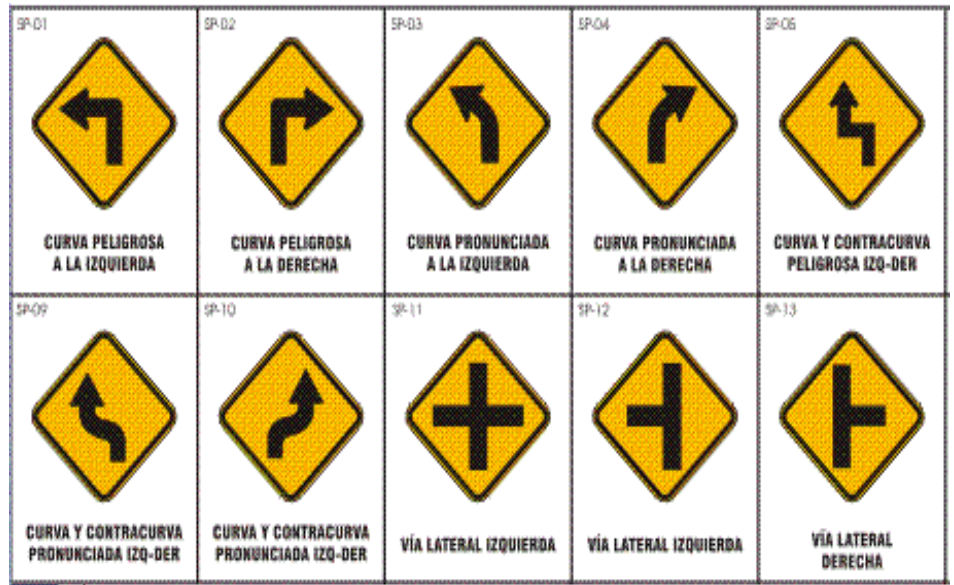 SP-01
SP-02
SP-03
SP-04
SP-05
CURVA PELIGROSA
A LA IZQUIERDA
CURVA PELIGROSA
A LA DERECHA
CURVA PRONUNCIADA
A LA IZQUIERDA
CURVA PRONUNCIADA
A LA DERECHA
CURVA Y CONTRACURVA
PELIGROSA IZQ-DER
SP-09
SP-10
SP-11
SP-12
SP-13
CURVA Y CONTRACURVA
PRONUNCIADA IZQ-DER
CURVA Y CONTRACURVA
PRONUNCIADA IZQ-DER
VÍA LATERAL IZQUIERDA
VÍA LATERAL IZQUIERDA
VÍA LATERAL
DERECHA